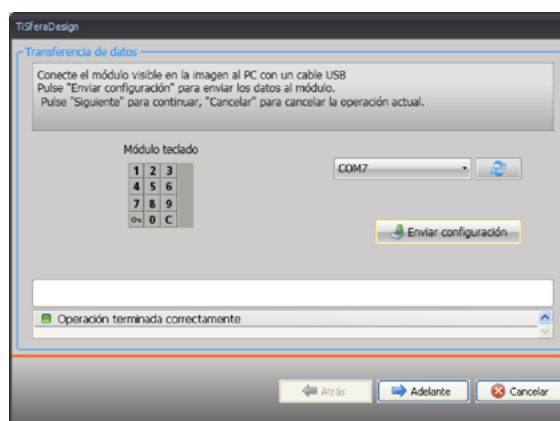 TiSferaDesign
Transferencia de datos
Conecte el módulo visible en la imagen al PC con un cable USB
Pulse "Enviar configuración" para enviar los datos al módulo.
Pulse "Siguiente" para continuar, "Cancelar" para cancelar la operación actual.
Módulo teclado
1 2 3
4 5 6
7 8 9
0 C
COM7
Enviar configuración
Operación terminada correctamente
Atrás
Adelante
Cancelar